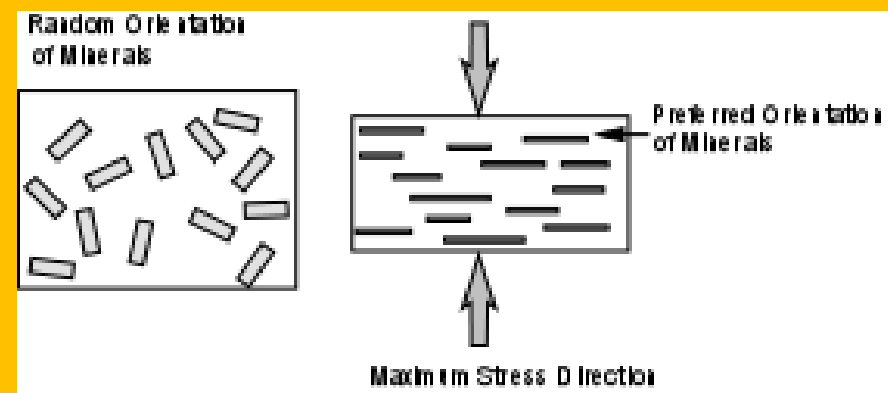 Random Orientation
of Minerals
Preferred Orientation
of Minerals
Maximum Stress Direction